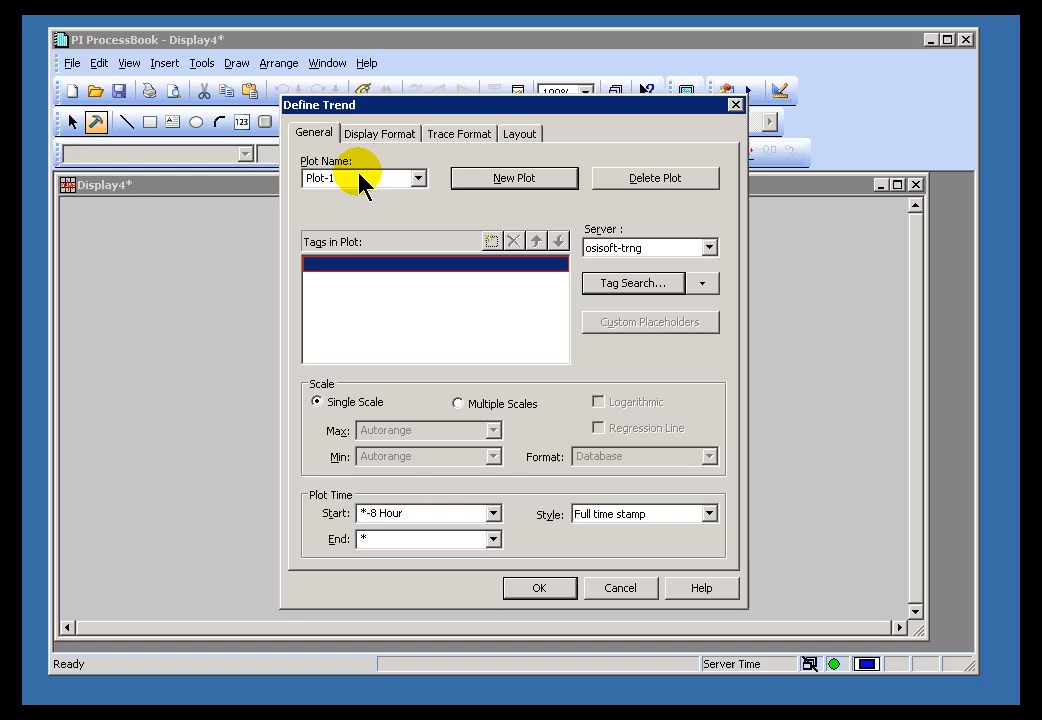 PI ProcessBook - Display4*
File Edit View Insert Tools Draw Arrange Window Help
100%
123
Display4*
Define Trend
General Display Format Trace Format Layout
Plot Name:
Plot-1 New Plot Delete Plot
Server :
Tags in Plot:
osisoft-trng
Tag Search...
Custom Placeholders
Scale
Single Scale Multiple Scales Logarithmic
Max: Autorange Regression Line
Min: Autorange Format: Database
Plot Time
Start: *-8 Hour Style: Full time stamp
End: *
OK Cancel Help
Ready Server Time